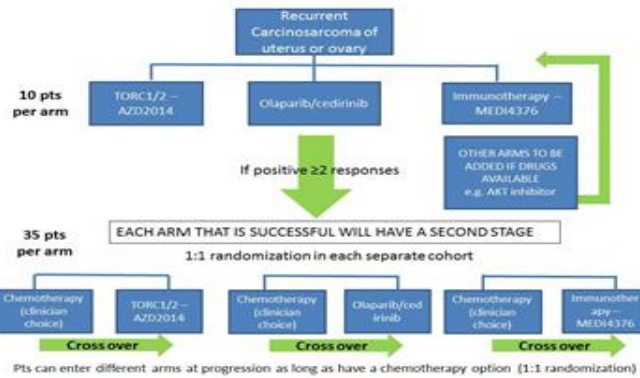 Recurrent
Carcinosarcoma of
uterus or ovary
10 pts
per arm
TORC1/2 –
AZD2014
Olaparib/cedirinib
Immunotherapy –
MEDI4376
OTHER ARMS TO BE
ADDED IF DRUGS
AVAILABLE
e.g. AKT inhibitor
If positive ≥2 responses
35 pts
per arm
EACH ARM THAT IS SUCCESSFUL WILL HAVE A SECOND STAGE
1:1 randomization in each separate cohort
Chemotherapy
(clinician
choice)
TORC1/2 –
AZD2014
Chemotherapy
(clinician
choice)
Olaparib/ced
irinib
Chemotherapy
(clinician
choice)
Immunother
apy –
MEDI4376
Cross over
Cross over
Cross over
Pts can enter different arms at progression as long as have a chemotherapy option (1:1 randomization)